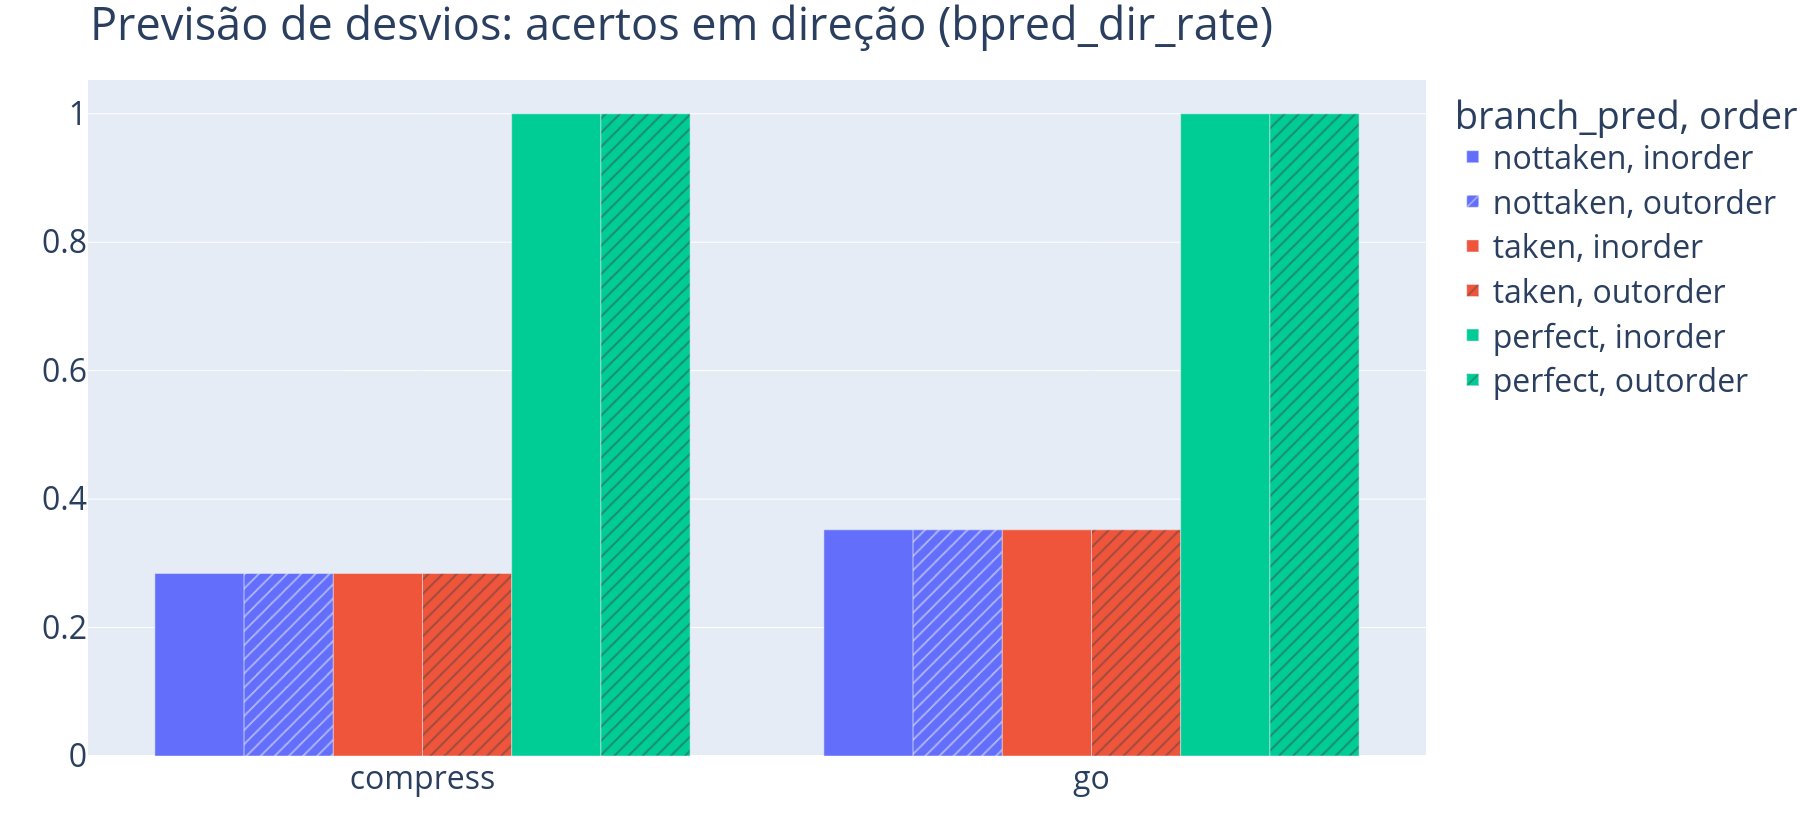 Previsão de desvios: acertos em direção (bpred_dir_rate)
1
0.8
0.6
0.4
0.2
0
compress
go
branch_pred, order
nottaken, inorder
nottaken, outorder
taken, inorder
taken, outorder
perfect, inorder
perfect, outorder